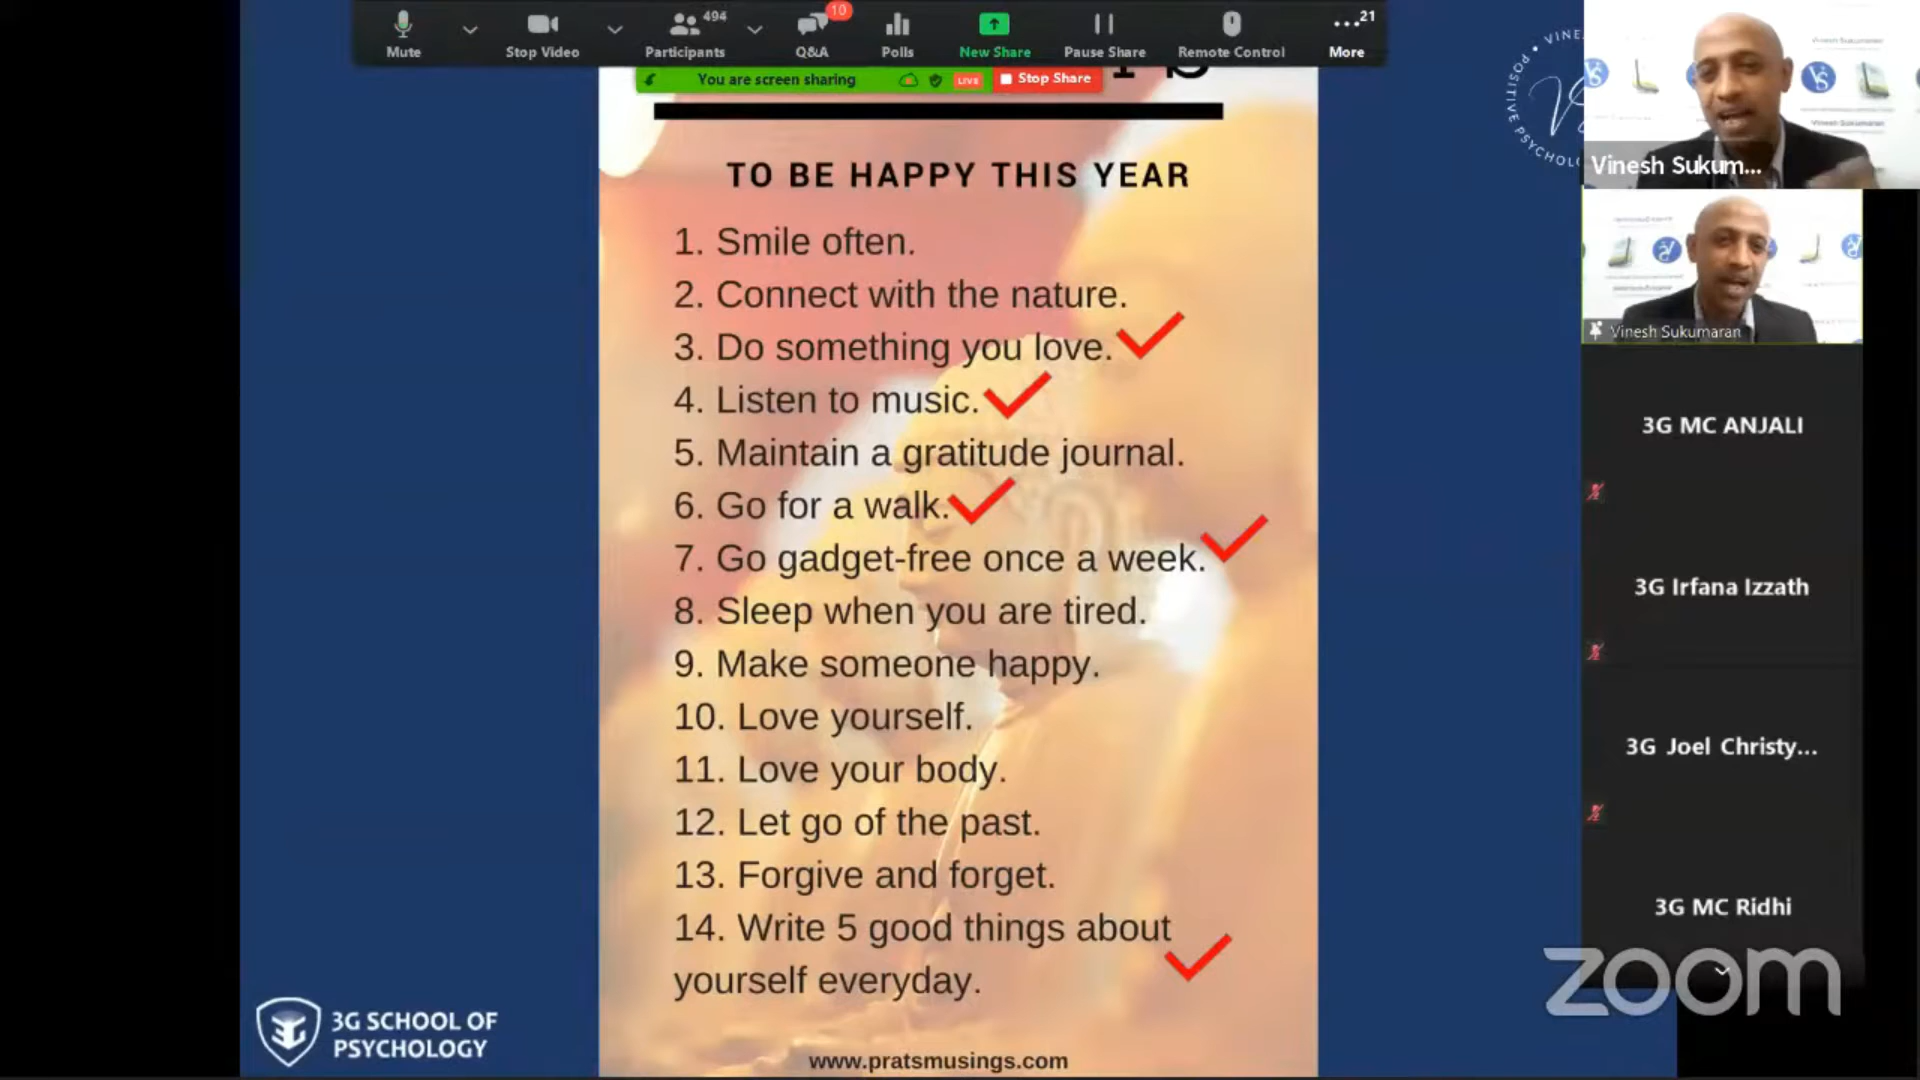 Mute
Stop Video
Participants
494
Q&A
10
Polls
New Share
Pause Share
Remote Control
More
21
You are screen sharing
LIVE
Stop Share
TO BE HAPPY THIS YEAR
1. Smile often.
2. Connect with the nature.
3. Do something you love.
4. Listen to music.
5. Maintain a gratitude journal.
6. Go for a walk.
7. Go gadget-free once a week.
8. Sleep when you are tired.
9. Make someone happy.
10. Love yourself.
11. Love your body.
12. Let go of the past.
13. Forgive and forget.
14. Write 5 good things about
yourself everyday.
www.pratsmusings.com
3G SCHOOL OF
PSYCHOLOGY
Vinesh Sukum...
Vinesh Sukumaran
3G MC ANJALI
3G Irfana Izzath
3G Joel Christy...
3G MC Ridhi
zoom